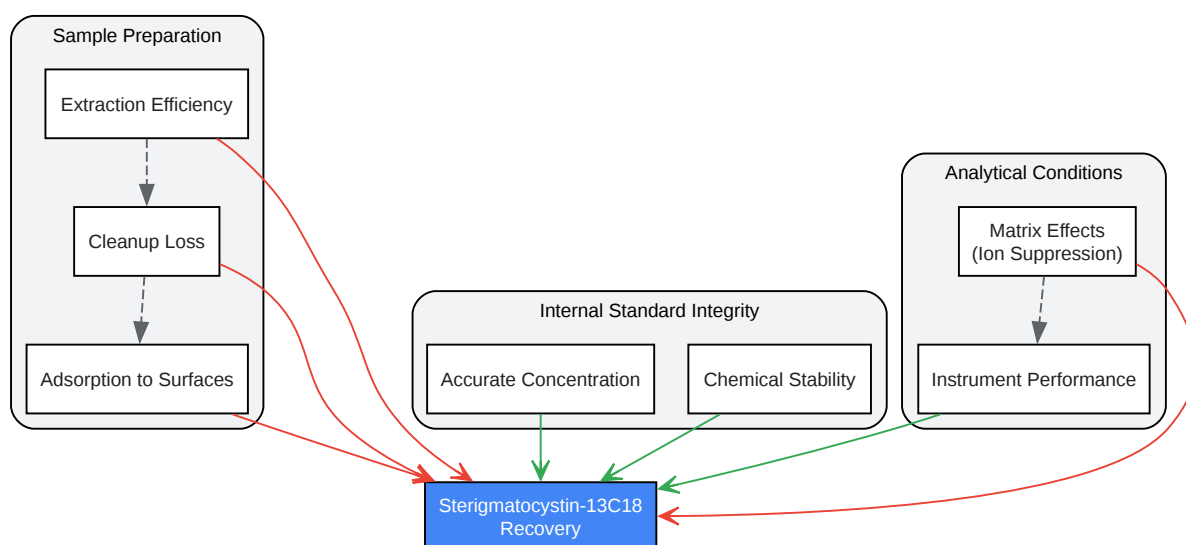 Sample Preparation
Extraction Efficiency
Cleanup Loss
Adsorption to Surfaces
Internal Standard Integrity
Accurate Concentration
Chemical Stability
Analytical Conditions
Matrix Effects
(Ion Suppression)
Instrument Performance
Sterigmatocystin-13C18
Recovery